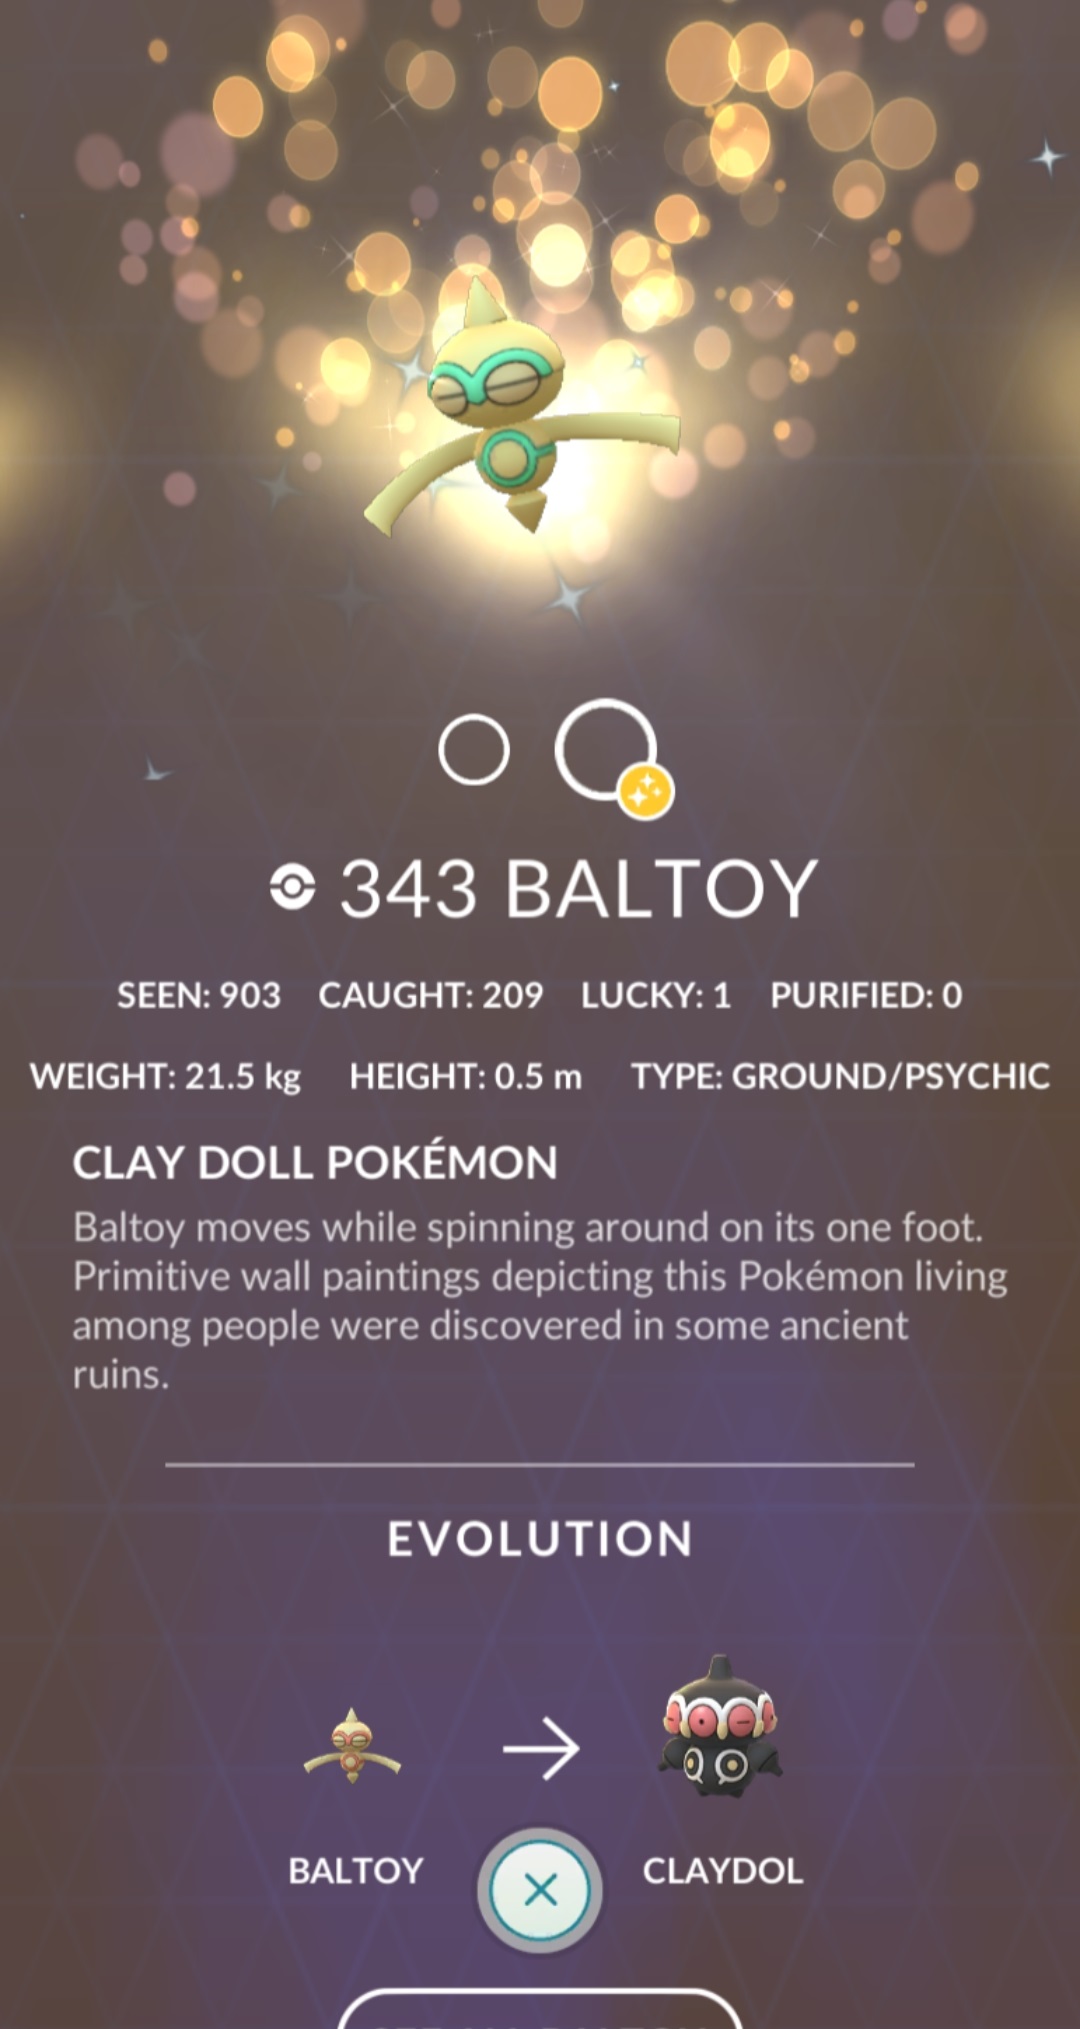 343 BALTOY
SEEN: 903 CAUGHT: 209 LUCKY: 1 PURIFIED: 0
WEIGHT: 21.5 kg HEIGHT: 0.5 m TYPE: GROUND/PSYCHIC
CLAY DOLL POKÉMON
Baltoy moves while spinning around on its one foot.
Primitive wall paintings depicting this Pokémon living
among people were discovered in some ancient
ruins.
EVOLUTION
BALTOY CLAYDOL